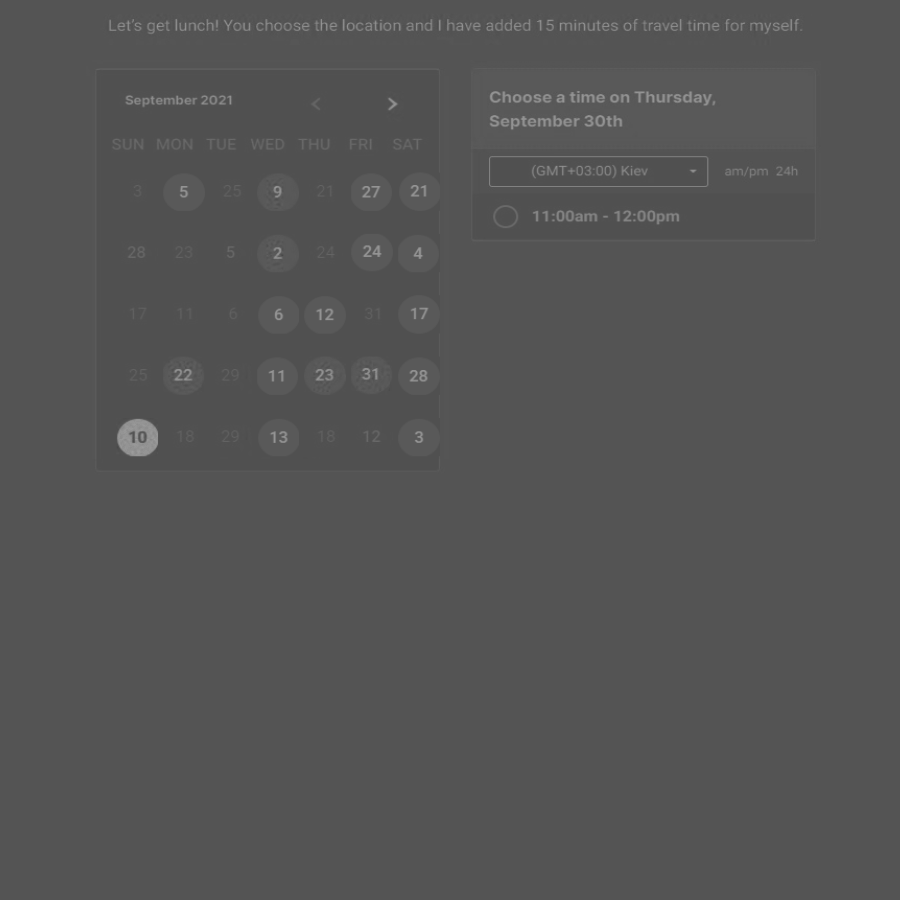 Let's get lunch! You choose the location and I have added 15 minutes of travel time for myself.
September 2021
SUN MON TUE WED THU FRI SAT
3 5 25 9 21 27 21
28 23 5 2 24 24 4
17 11 6 6 12 31 17
25 22 29 11 23 31 28
10 18 29 13 18 12 3
Choose a time on Thursday,
September 30th
(GMT+03:00) Kiev am/pm 24h
11:00am - 12:00pm